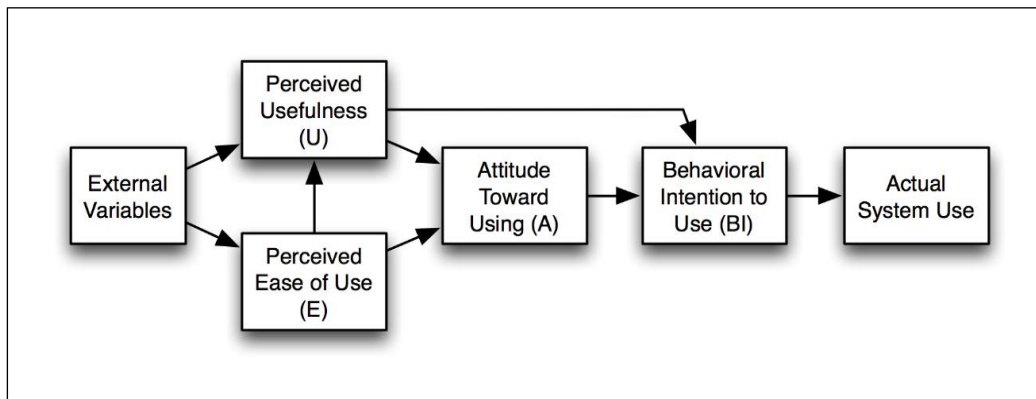 External
Variables
Perceived
Usefulness
(U)
Perceived
Ease of Use
(E)
Attitude
Toward
Using (A)
Behavioral
Intention to
Use (BI)
Actual
System Use